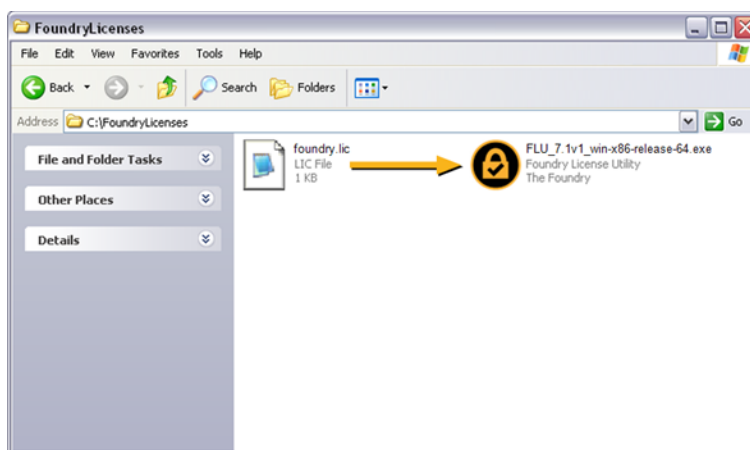 FoundryLicenses
File Edit View Favorites Tools Help
Back Search Folders
Address C:\FoundryLicenses Go
File and Folder Tasks
Other Places
Details
foundry.lic
LIC File
1 KB
FLU_7.1v1_win-x86-release-64.exe
Foundry License Utility
The Foundry